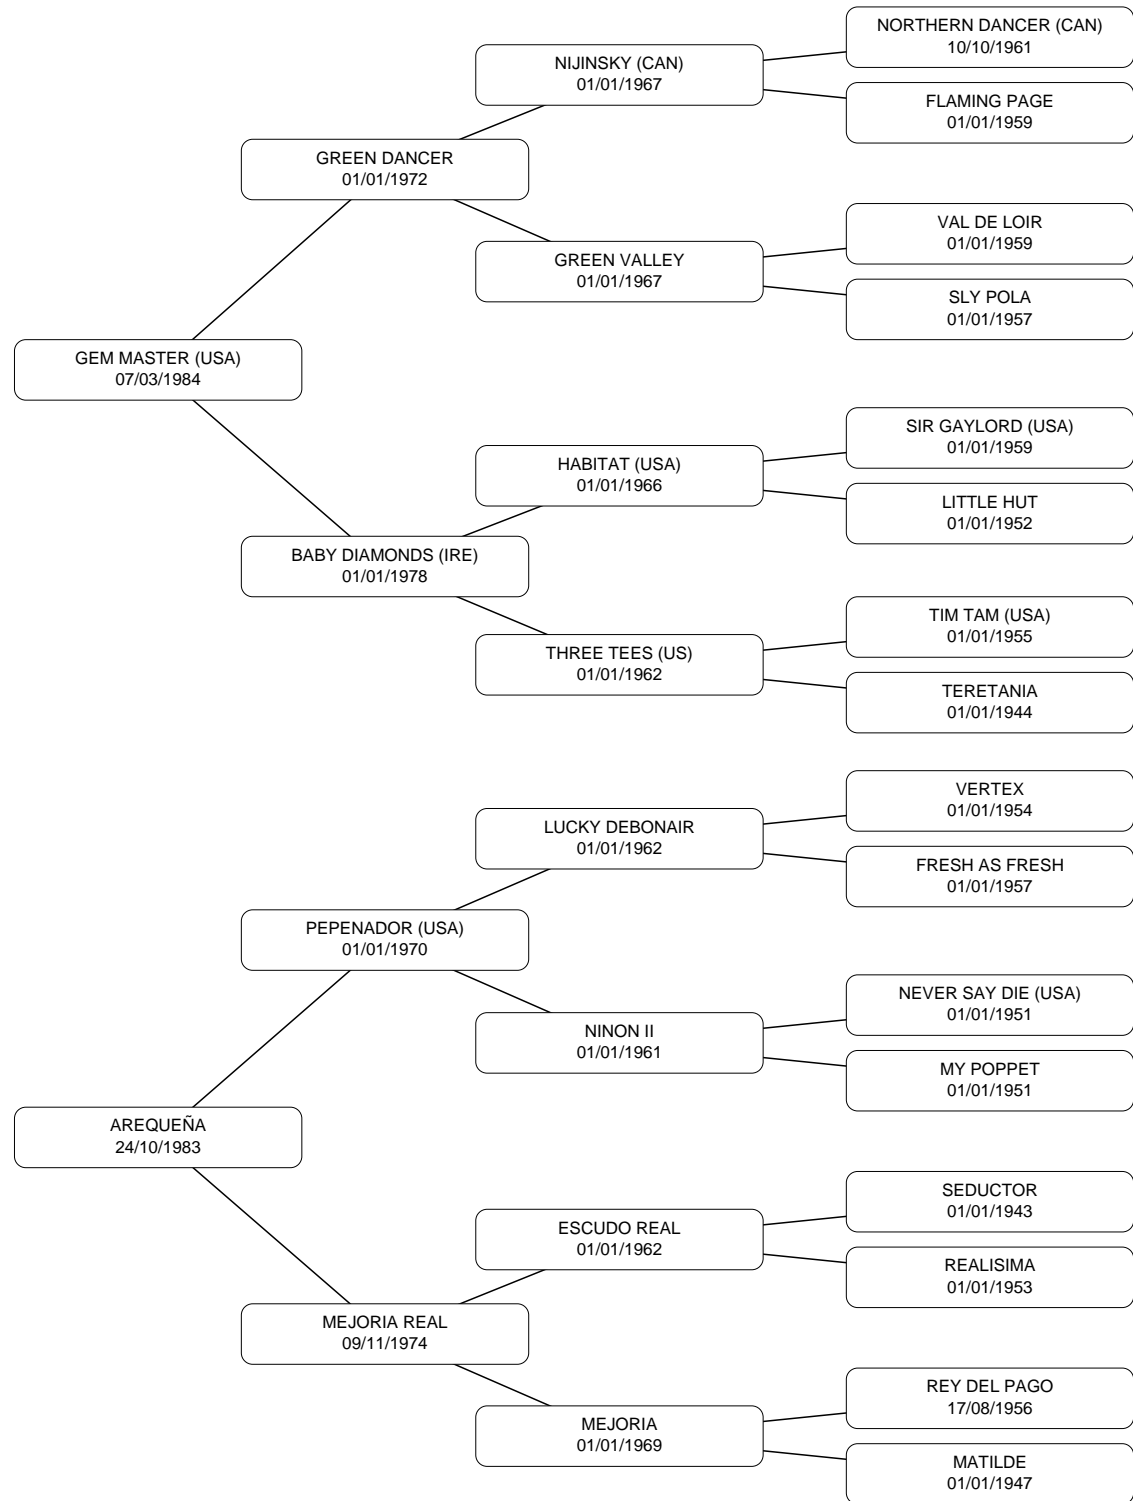 NORTHERN DANCER (CAN)
10/10/1961
NIJINSKY (CAN)
01/01/1967
FLAMING PAGE
01/01/1959
GREEN DANCER
01/01/1972
VAL DE LOIR
01/01/1959
GREEN VALLEY
01/01/1967
SLY POLA
01/01/1957
GEM MASTER (USA)
07/03/1984
SIR GAYLORD (USA)
01/01/1959
HABITAT (USA)
01/01/1966
LITTLE HUT
01/01/1952
BABY DIAMONDS (IRE)
01/01/1978
TIM TAM (USA)
01/01/1955
THREE TEES (US)
01/01/1962
TERETANIA
01/01/1944
VERTEX
01/01/1954
LUCKY DEBONAIR
01/01/1962
FRESH AS FRESH
01/01/1957
PEPENADOR (USA)
01/01/1970
NEVER SAY DIE (USA)
01/01/1951
NINON II
01/01/1961
MY POPPET
01/01/1951
AREQUEÑA
24/10/1983
SEDUCTOR
01/01/1943
ESCUDO REAL
01/01/1962
REALISIMA
01/01/1953
MEJORIA REAL
09/11/1974
REY DEL PAGO
17/08/1956
MEJORIA
01/01/1969
MATILDE
01/01/1947